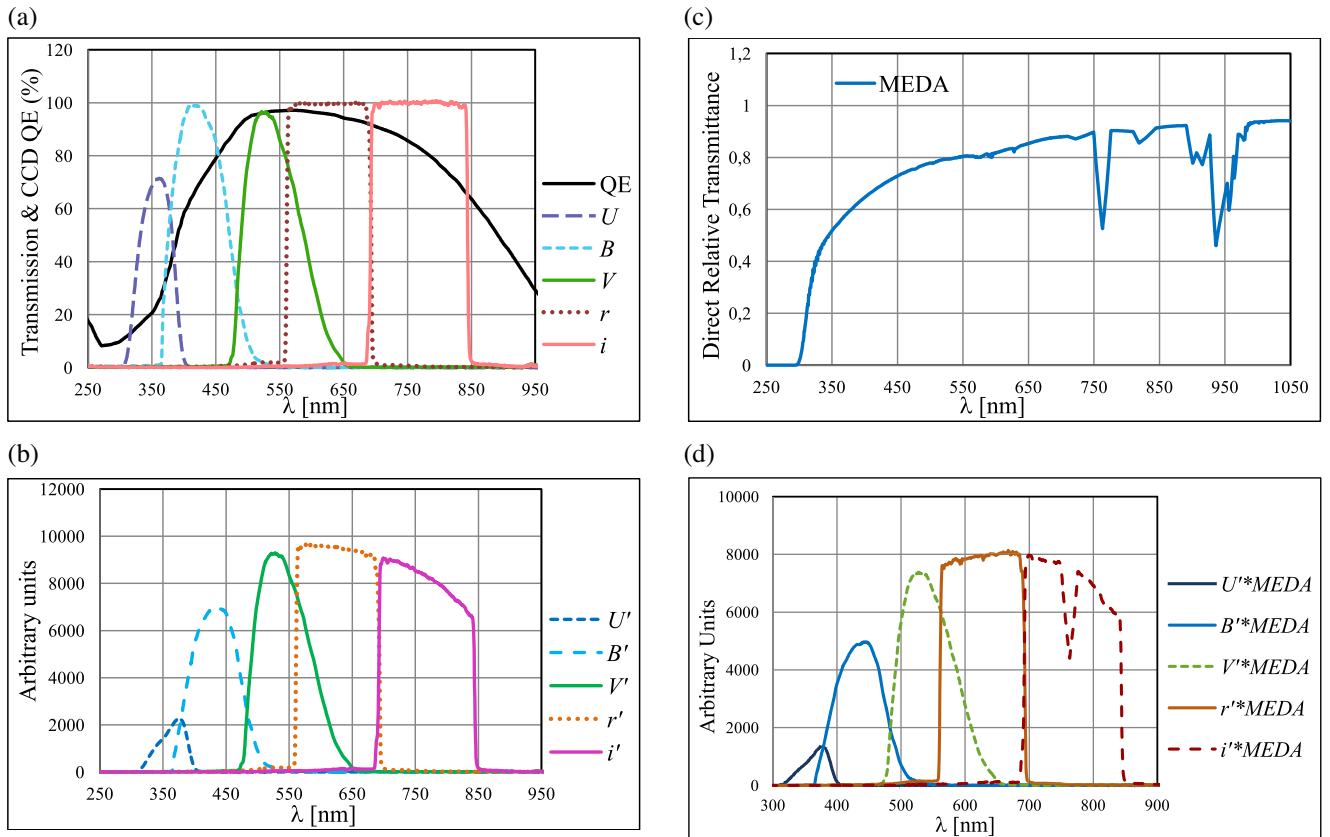 (a)
120
100
80
60
40
20
0
Transmission & CCD QE (%)
250 350 450 550 650 750 850 950
λ [nm]
QE
U
B
V
r
i
(c)
1,2
1
0,8
0,6
0,4
0,2
0
Direct Relative Transmittance
MEDA
250 350 450 550 650 750 850 950 1050
λ [nm]
(b)
12000
10000
8000
6000
4000
2000
0
Arbitrary units
250 350 450 550 650 750 850 950
λ [nm]
U'
B'
V'
r'
i'
(d)
10000
8000
6000
4000
2000
0
Arbitrary Units
300 400 500 600 700 800 900
λ [nm]
U'*MEDA
B'*MEDA
V'*MEDA
r'*MEDA
i'*MEDA